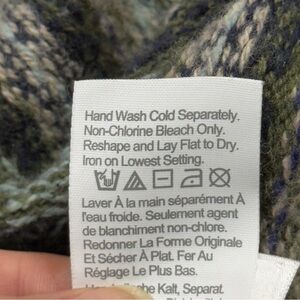 Hand Wash Cold Separately.
Non-Chlorine Bleach Only.
Reshape and Lay Flat to Dry.
Iron on Lowest Setting.
Laver À la main séparément À
l'eau froide. Seulement agent
de blanchiment non-chlore.
Redonner La Forme Originale
Et Sécher À Plat. Fer Au
Réglage Le Plus Bas.
Kalt, Separat.